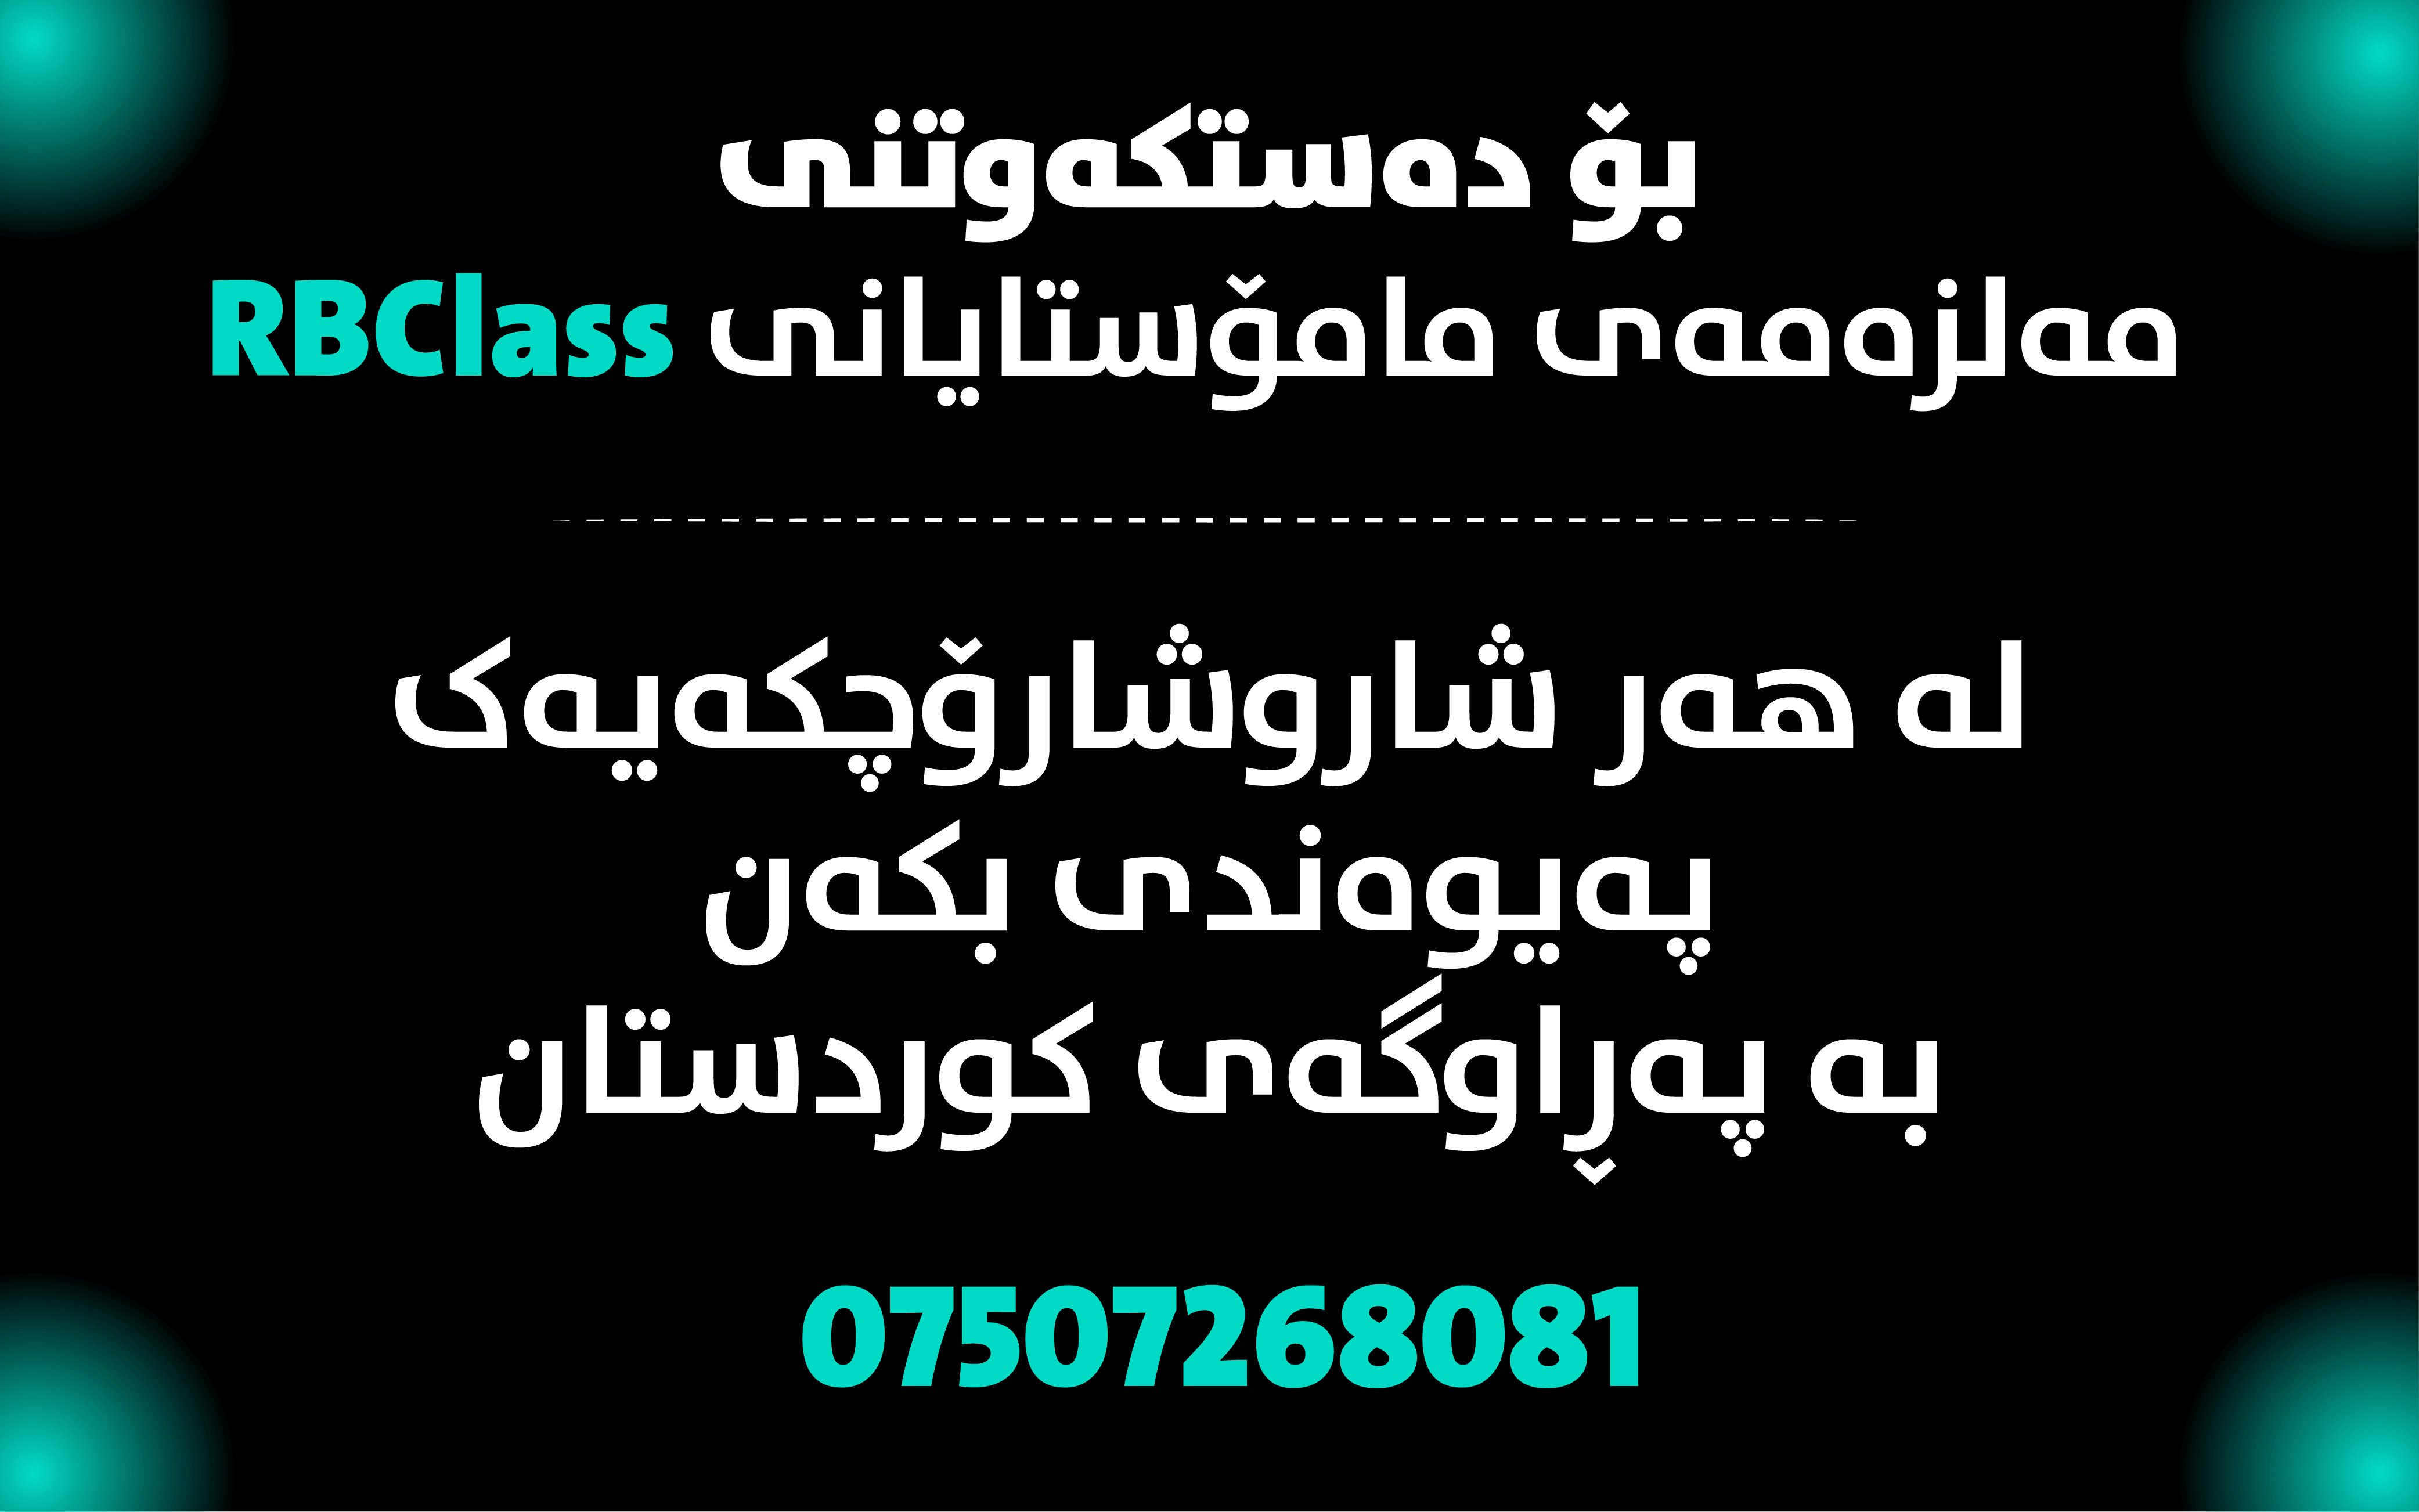 بۆ دەستکەوتنی
مەلزەمەی مامۆستایانی RBClass
لە هەر شاروشارۆچکەیەک
پەیوەندی بکەن
بە پەڕاوگەی کوردستان
07507268081